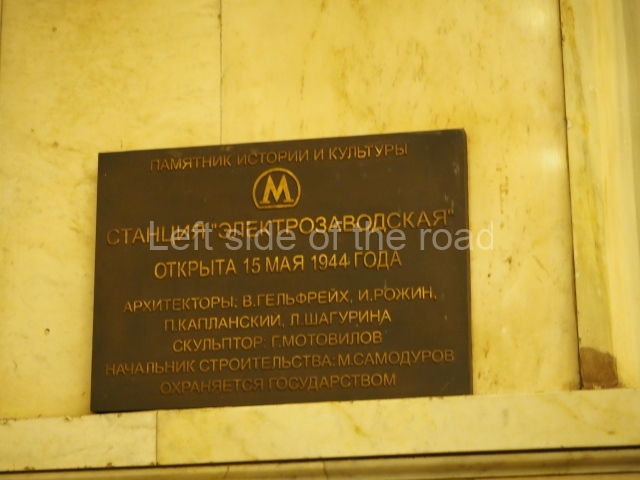 ПАМЯТНИК ИСТОРИИ И КУЛЬТУРЫ
М
СТАНЦИЯ "ЭЛЕКТРОЗАВОДСКАЯ"
Left side of the road
ОТКРЫТА 15 МАЯ 1944 ГОДА
АРХИТЕКТОРЫ: В.ГЕЛЬФРЕЙХ, И.РОЖИН,
П.КАПЛАНСКИЙ, Л.ШАГУРИНА
СКУЛЬПТОР: Г.МОТОВИЛОВ
НАЧАЛЬНИК СТРОИТЕЛЬСТВА: М.САМОДУРОВ
ОХРАНЯЕТСЯ ГОСУДАРСТВОМ